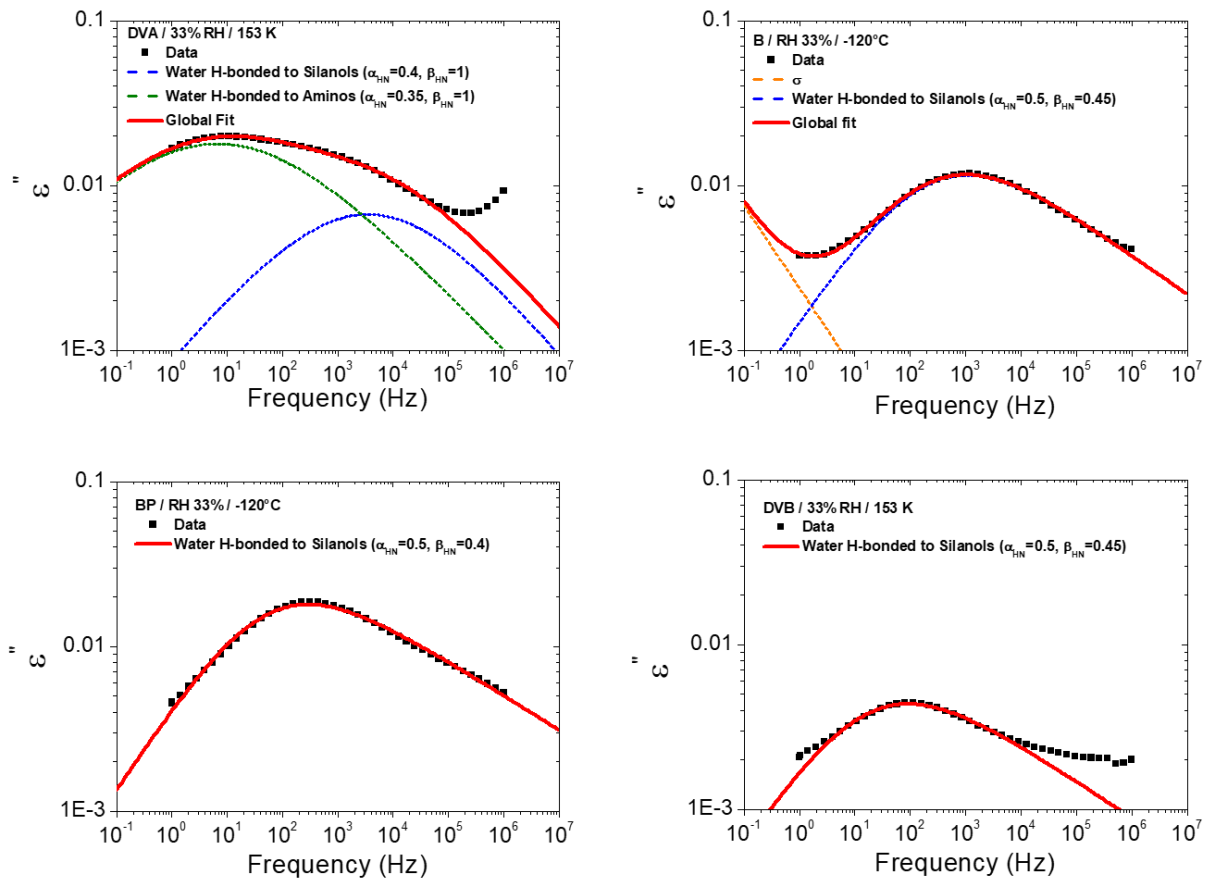 DVA / 33% RH / 153 K
Data
Water H-bonded to Silanols (αHN=0.4, βHN=1)
Water H-bonded to Aminos (αHN=0.35, βHN=1)
Global Fit
0.1
0.01
1E-3
ε"
10-1 100 101 102 103 104 105 106 107
Frequency (Hz)
B / RH 33% / -120°C
Data
σ
Water H-bonded to Silanols (αHN=0.5, βHN=0.45)
Global fit
0.1
0.01
1E-3
ε"
10-1 100 101 102 103 104 105 106 107
Frequency (Hz)
BP / RH 33% / -120°C
Data
Water H-bonded to Silanols (αHN=0.5, βHN=0.4)
0.1
0.01
1E-3
ε"
10-1 100 101 102 103 104 105 106 107
Frequency (Hz)
DVB / 33% RH / 153 K
Data
Water H-bonded to Silanols (αHN=0.5, βHN=0.45)
0.1
0.01
1E-3
ε"
10-1 100 101 102 103 104 105 106 107
Frequency (Hz)